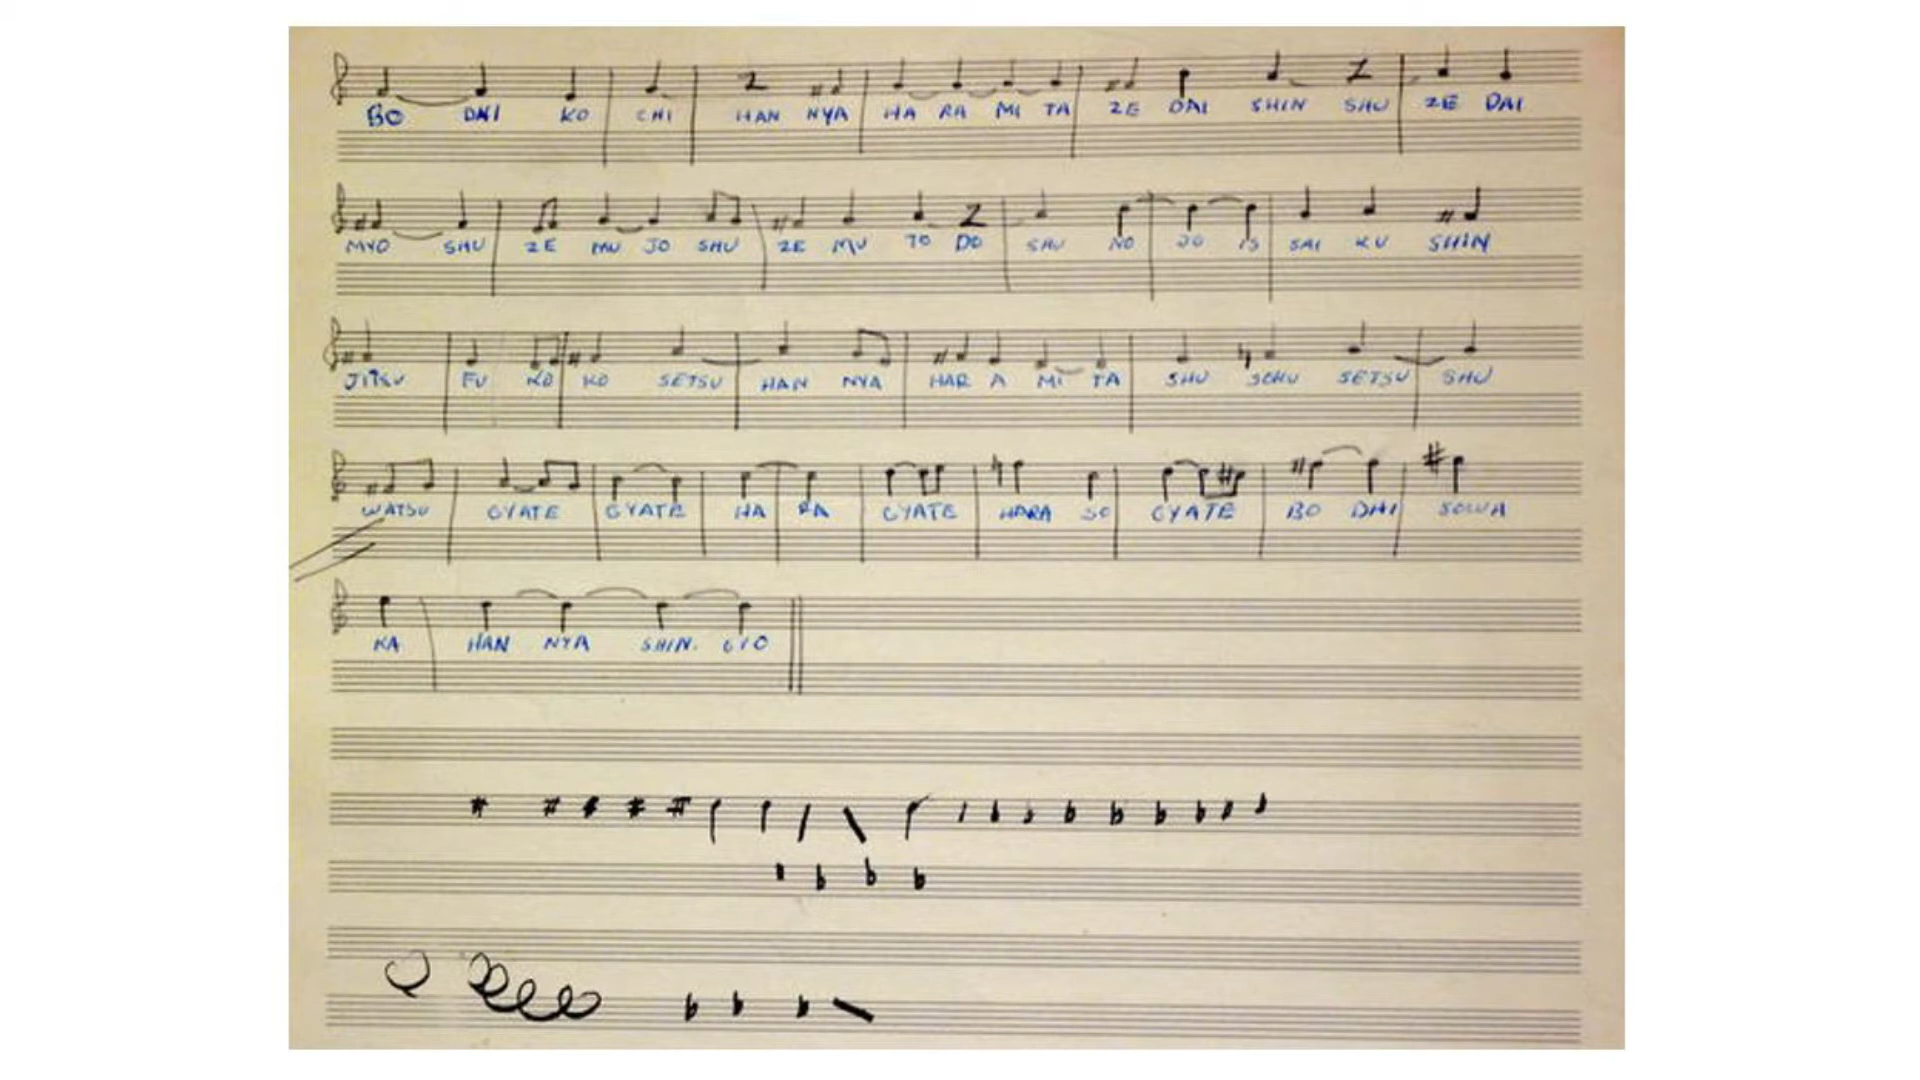 BO DAI KO CHI HAN NYA HA RA MI TA ZE DAI SHIN SHU ZE DAI
MYO SHU ZE MU JO SHU ZE MU TO DO SHU NO JO IS SAI KU SHIN
JITSU FU KO KO SETSU HAN NYA HAR A MI TA SHU SOKU SETSU SHU
WATSU GYATE GYATE HA RA GYATE HARA SO GYATE BO DHI SOWA
KA HAN NYA SHIN. GYO